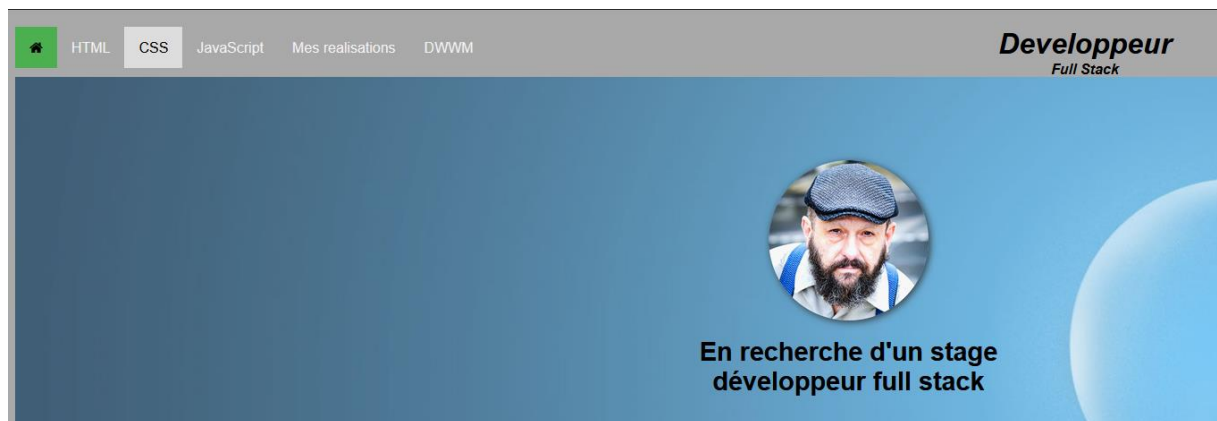 HTML CSS JavaScript Mes realisations DWWM
Developpeur
Full Stack
En recherche d'un stage
développeur full stack